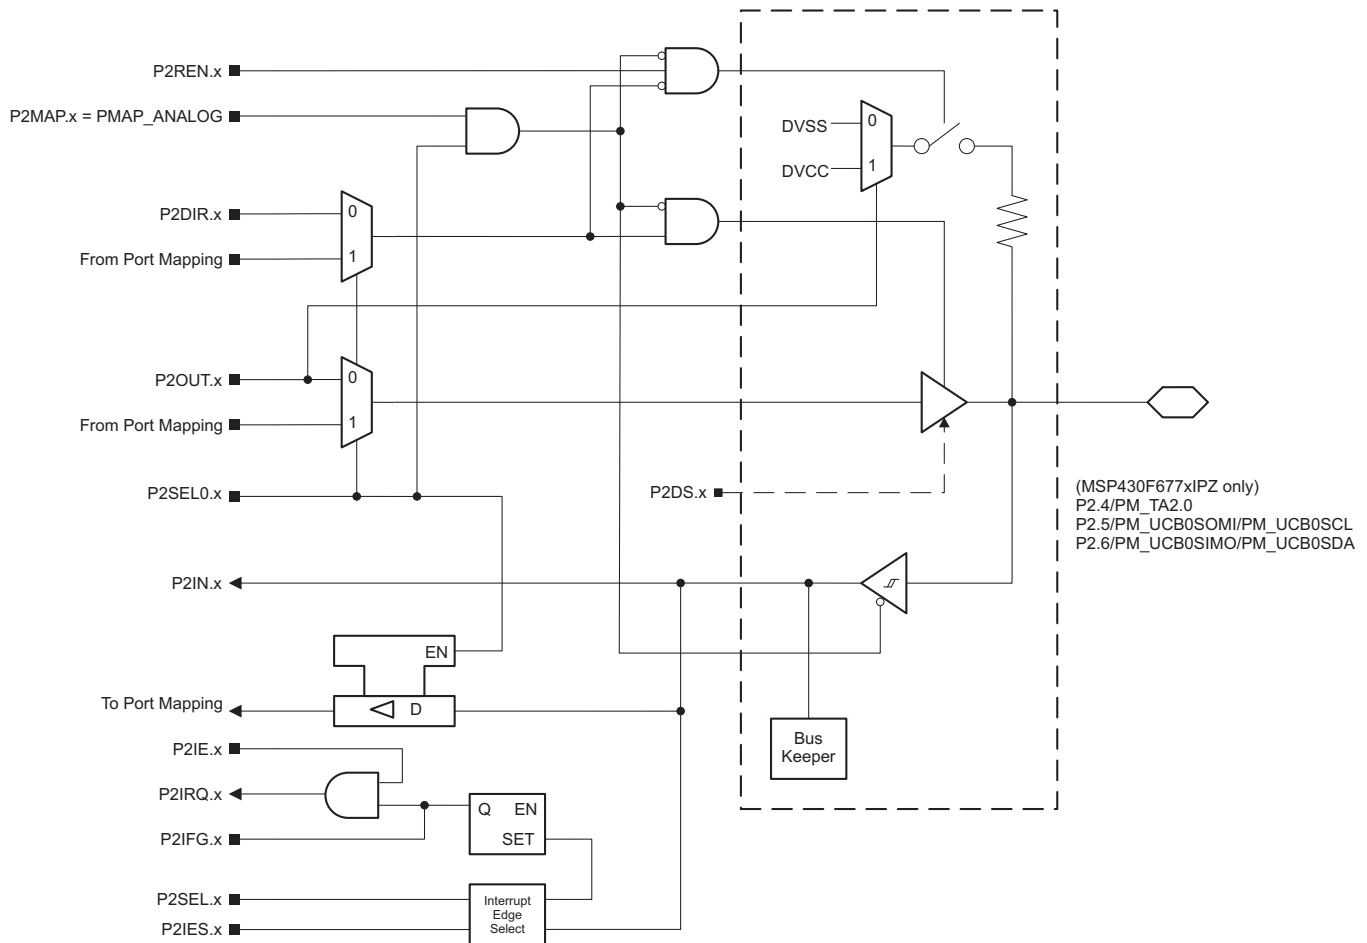 P2REN.x
P2MAP.x = PMAP_ANALOG
DVSS
0
DVCC
1
P2DIR.x
0
From Port Mapping
1
P2OUT.x
0
From Port Mapping
1
P2SEL0.x
P2DS.x
(MSP430F677xIPZ only)
P2.4/PM_TA2.0
P2.5/PM_UCB0SOMI/PM_UCB0SCL
P2.6/PM_UCB0SIMO/PM_UCB0SDA
P2IN.x
EN
To Port Mapping
D
Bus
Keeper
P2IE.x
P2IRQ.x
Q EN
SET
P2IFG.x
P2SEL.x
P2IES.x
Interrupt
Edge
Select